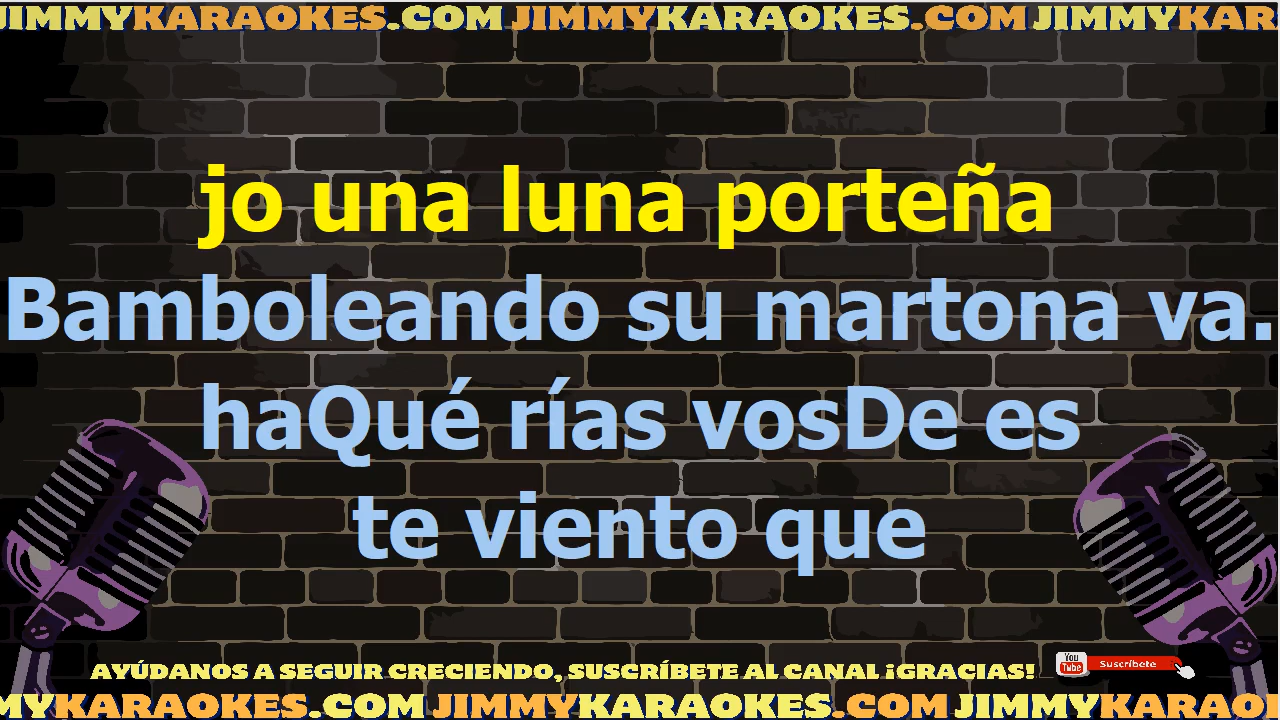 JIMMYKARAOKES.COM JIMMYKARAOKES.COM JIMMYKAR
jo una luna porteña
Bamboleando su martona va.
haQué rías vosDe es
te viento que
AYÚDANOS A SEGUIR CRECIENDO, SUSCRÍBETE AL CANAL ¡GRACIAS!
You Tube Suscríbete
MYKARAOKES.COM JIMMYKARAOKES.COM JIMMYKARAO